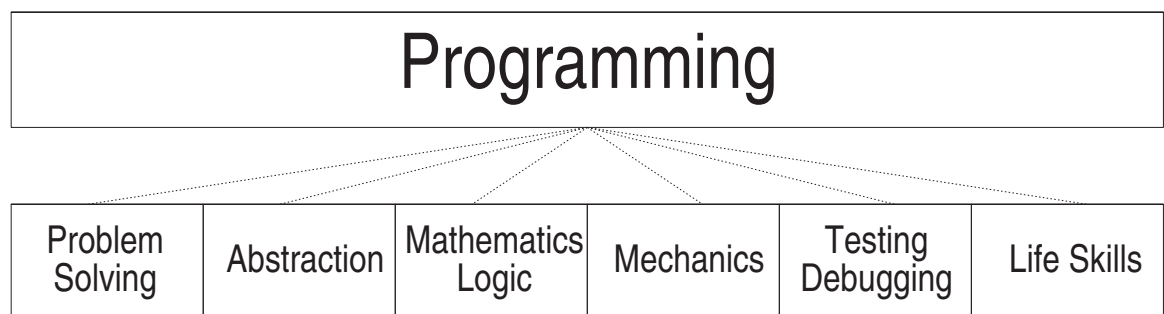 Programming
Problem
Solving
Abstraction
Mathematics
Logic
Mechanics
Testing
Debugging
Life Skills